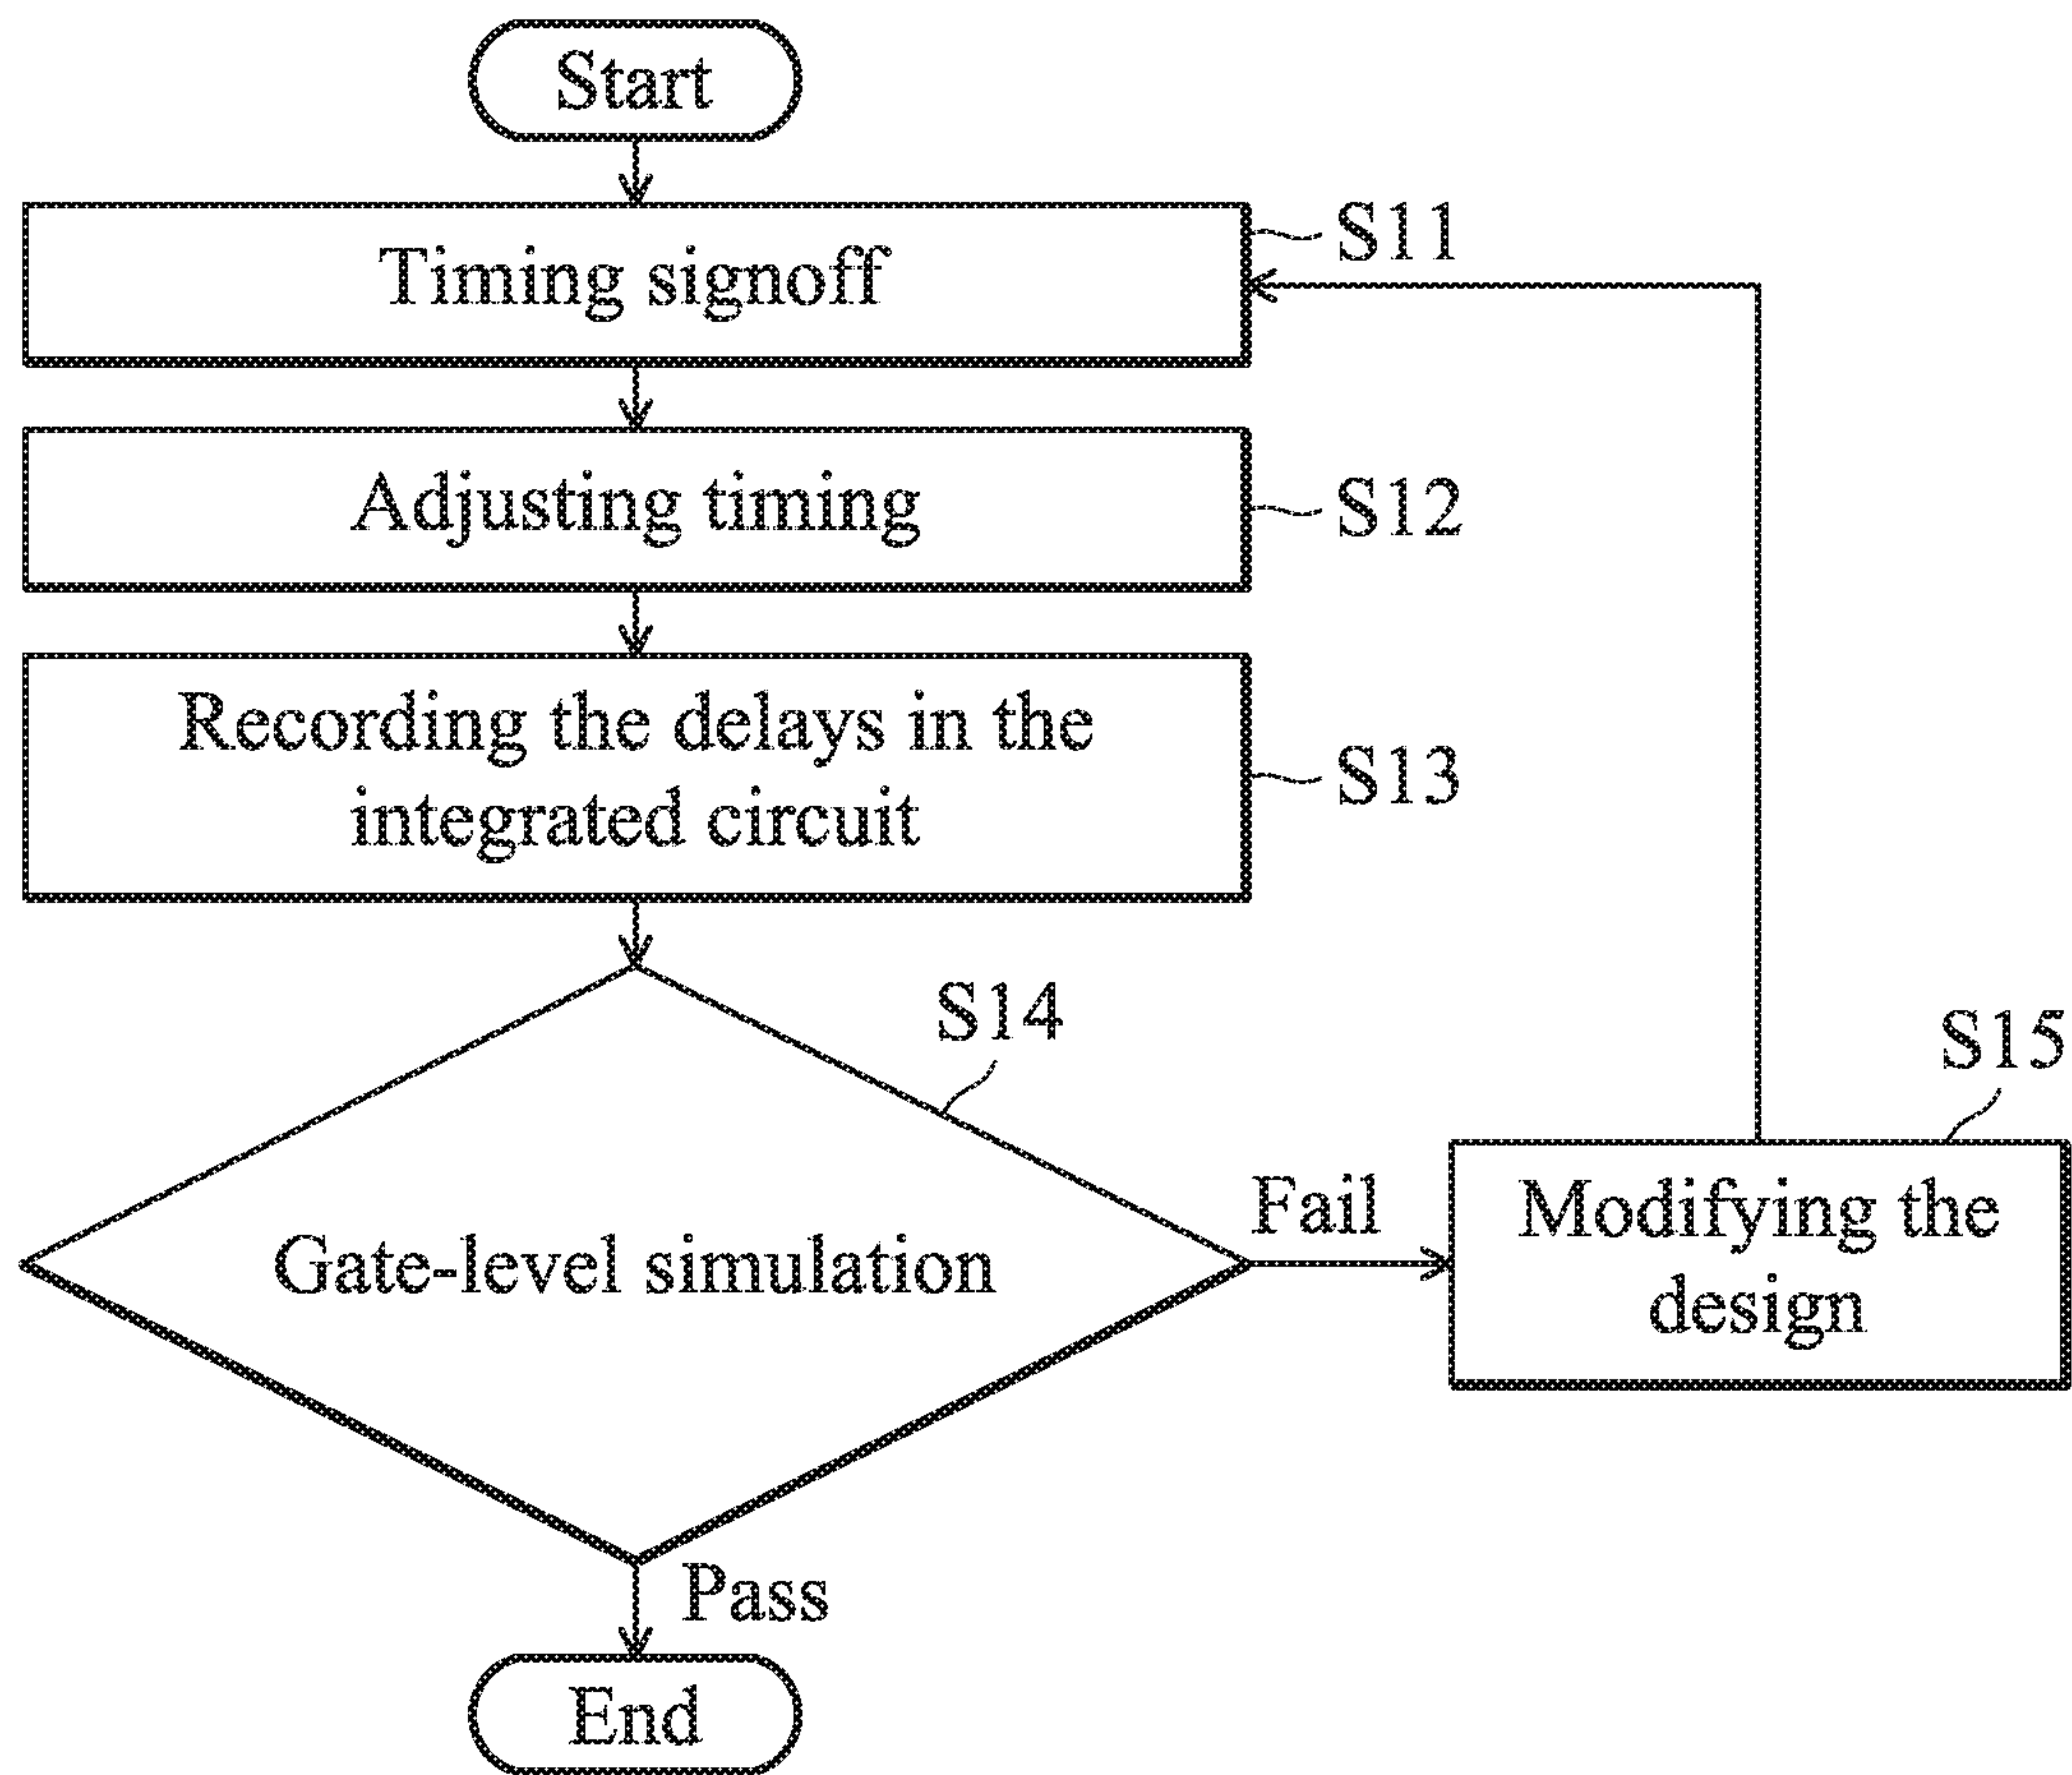 Start
Timing signoff
S11
Adjusting timing
S12
Recording the delays in the
integrated circuit
S13
S14
Gate-level simulation
Fail
S15
Modifying the
design
Pass
End